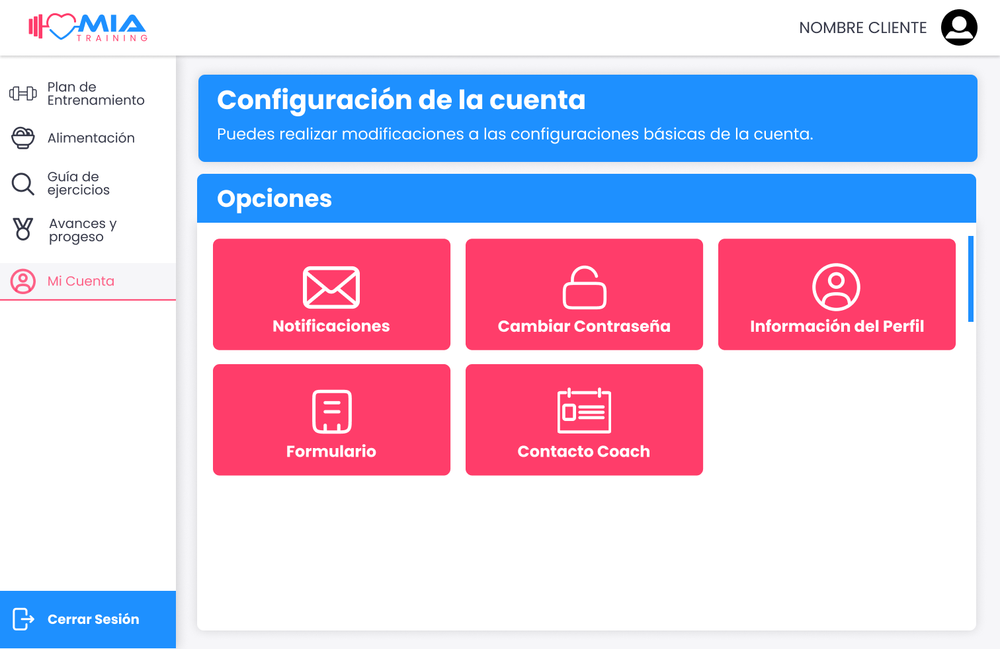 MIA
TRAINING
NOMBRE CLIENTE
Plan de
Entrenamiento
Alimentación
Guía de
ejercicios
Avances y
progeso
Mi Cuenta
Cerrar Sesión
Configuración de la cuenta
Puedes realizar modificaciones a las configuraciones básicas de la cuenta.
Opciones
Notificaciones
Cambiar Contraseña
Información del Perfil
Formulario
Contacto Coach